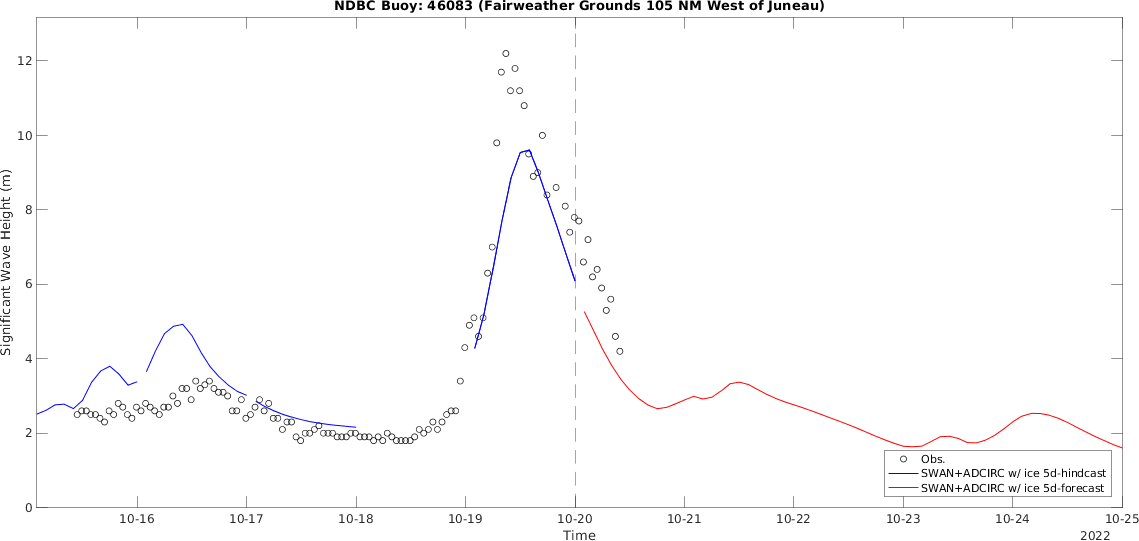 NDBC Buoy: 46083 (Fairweather Grounds 105 NM West of Juneau)
Significant Wave Height (m)
12
10
8
6
4
2
0
Obs.
SWAN+ADCIRC w/ ice 5d-hindcast
SWAN+ADCIRC w/ ice 5d-forecast
10-16 10-17 10-18 10-19 10-20 10-21 10-22 10-23 10-24 10-25
Time
2022